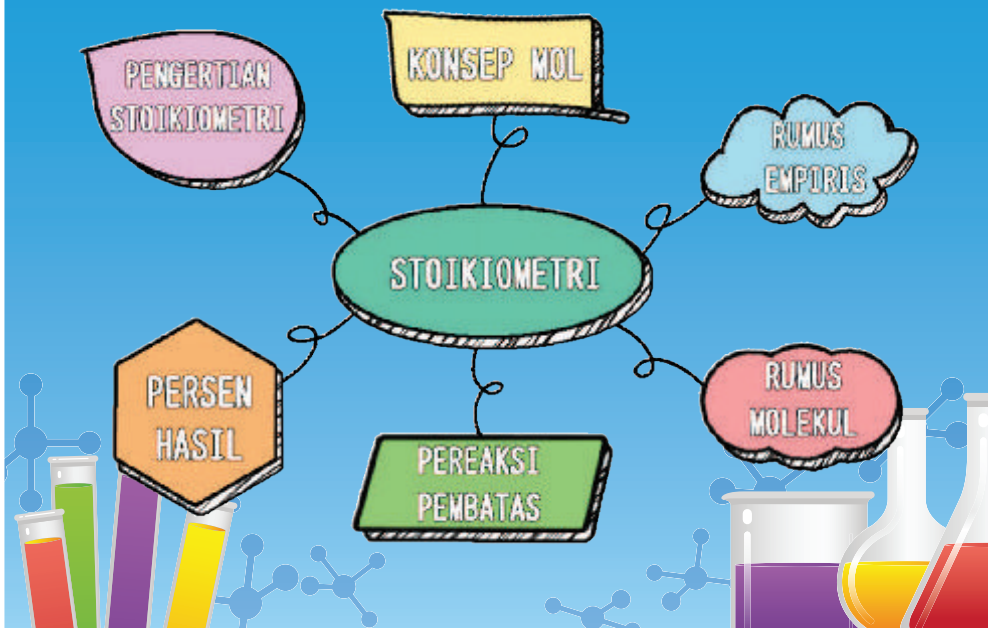 PENGERTIAN
STOIKIOMETRI
KONSEP MOL
RUMUS
EMPIRIS
STOIKIOMETRI
PERSEN
HASIL
PEREAKSI
PEMBATAS
RUMUS
MOLEKUL